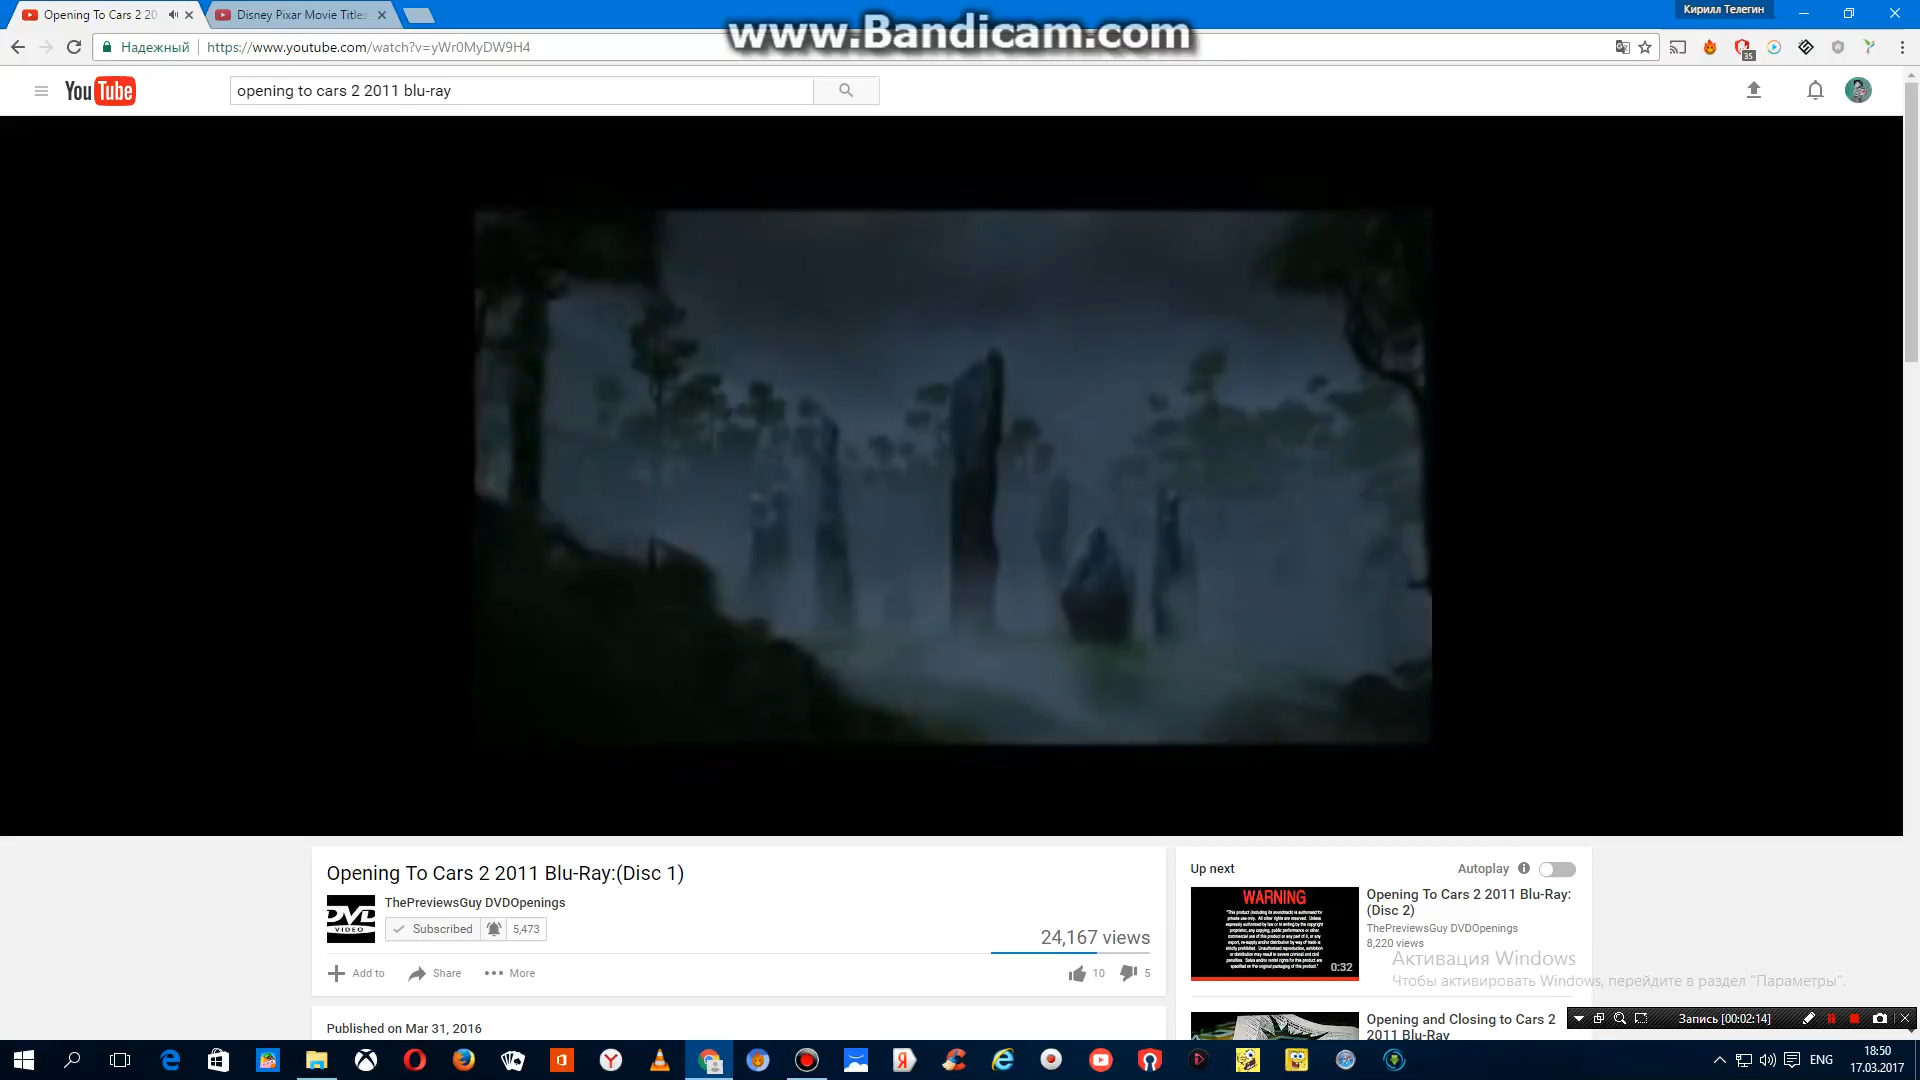 Opening To Cars 2 20
Disney Pixar Movie Title
www.Bandicam.com
Кирилл Телегин
Надежный
https://www.youtube.com/watch?v=yWr0MyDW9H4
35
YouTube
opening to cars 2 2011 blu-ray
Opening To Cars 2 2011 Blu-Ray:(Disc 1)
DVD
VIDEO
ThePreviewsGuy DVDOpenings
Subscribed
5,473
24,167 views
Add to
Share
More
10
5
Published on Mar 31, 2016
Up next
Autoplay
WARNING
0:32
Opening To Cars 2 2011 Blu-Ray:
(Disc 2)
ThePreviewsGuy DVDOpenings
8,220 views
Активация Windows
Чтобы активировать Windows, перейдите в раздел "Параметры".
Opening and Closing to Cars 2
2011 Blu-Ray
Запись [00:02:14]
ENG
18:50
17.03.2017